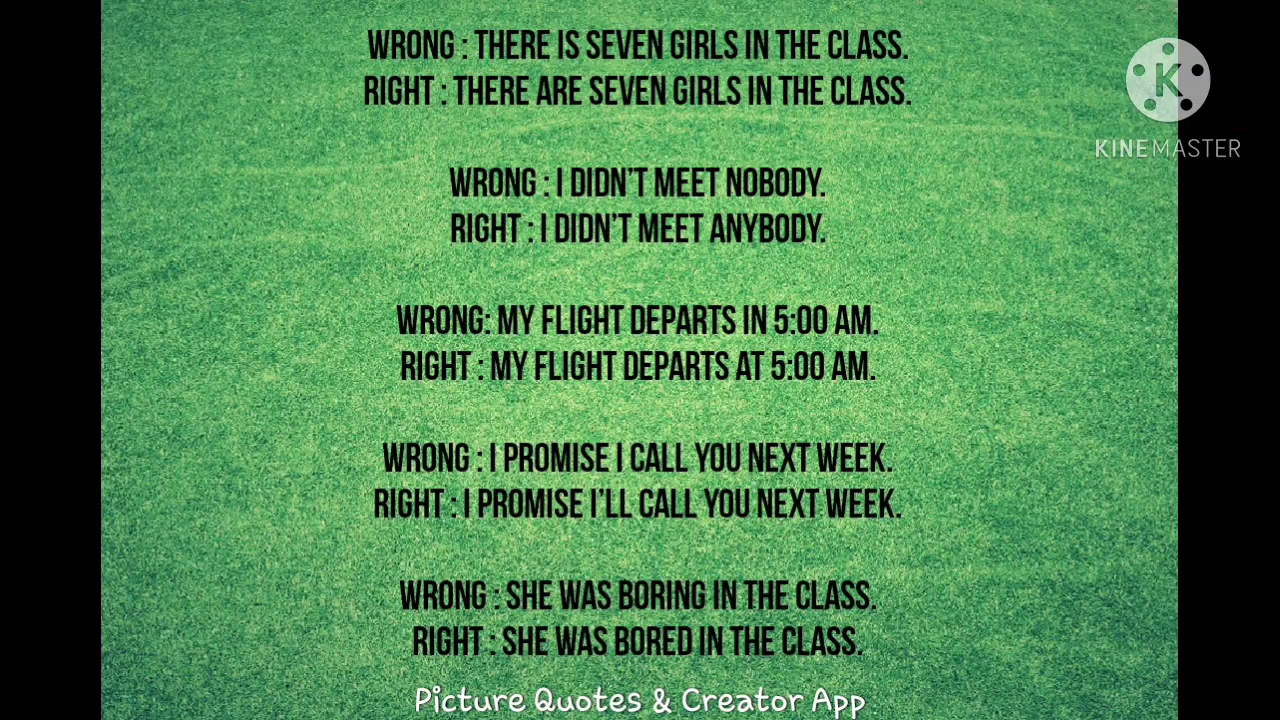 WRONG : THERE IS SEVEN GIRLS IN THE CLASS.
RIGHT : THERE ARE SEVEN GIRLS IN THE CLASS.
WRONG : I DIDN'T MEET NOBODY.
RIGHT : I DIDN'T MEET ANYBODY.
WRONG: MY FLIGHT DEPARTS IN 5:00 AM.
RIGHT : MY FLIGHT DEPARTS AT 5:00 AM.
WRONG : I PROMISE I CALL YOU NEXT WEEK.
RIGHT : I PROMISE I'LL CALL YOU NEXT WEEK.
WRONG : SHE WAS BORING IN THE CLASS.
RIGHT : SHE WAS BORED IN THE CLASS.
Picture Quotes & Creator App
K
KINEMASTER